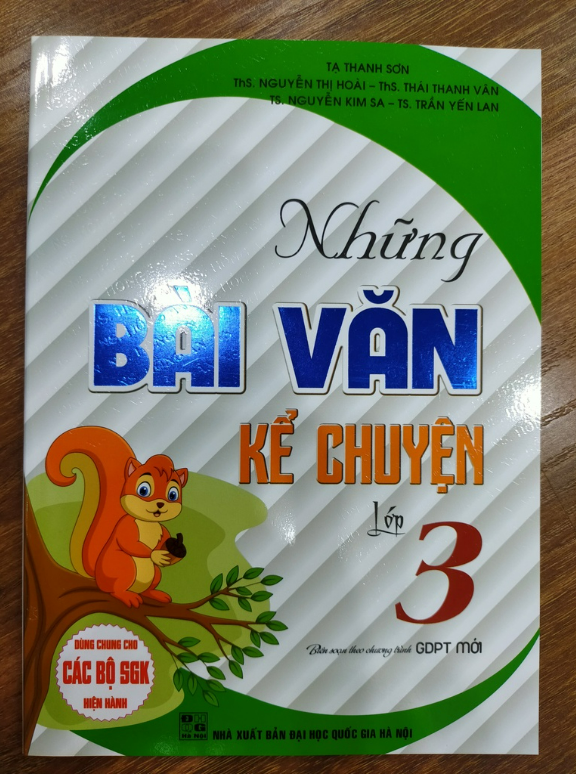 TẠ THANH SƠN
ThS. NGUYỄN THỊ HOÀI – ThS. THÁI THANH VÂN
TS. NGUYỄN KIM SA – TS. TRẦN YẾN LAN
Những
BÀI VĂN
KỂ CHUYỆN
Lớp
3
Biên soạn theo chương trình GDPT MỚI
DÙNG CHUNG CHO
CÁC BỘ SGK
HIỆN HÀNH
NHÀ XUẤT BẢN ĐẠI HỌC QUỐC GIA HÀ NỘI